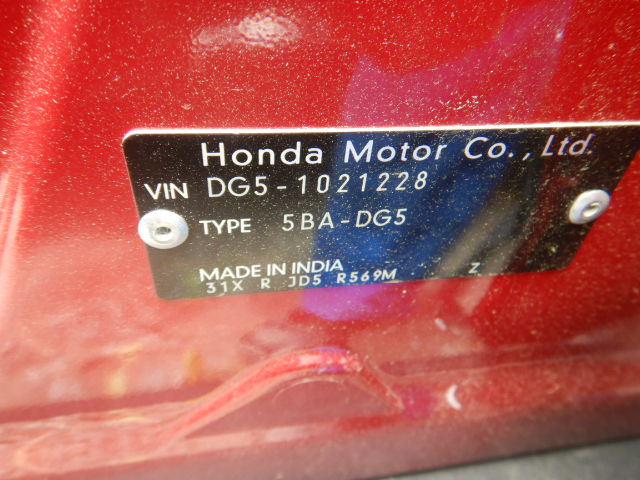 Honda Motor Co., Ltd.
VIN DG5-1021228
TYPE 5BA-DG5
MADE IN INDIA
31X R JD5 R569M Z